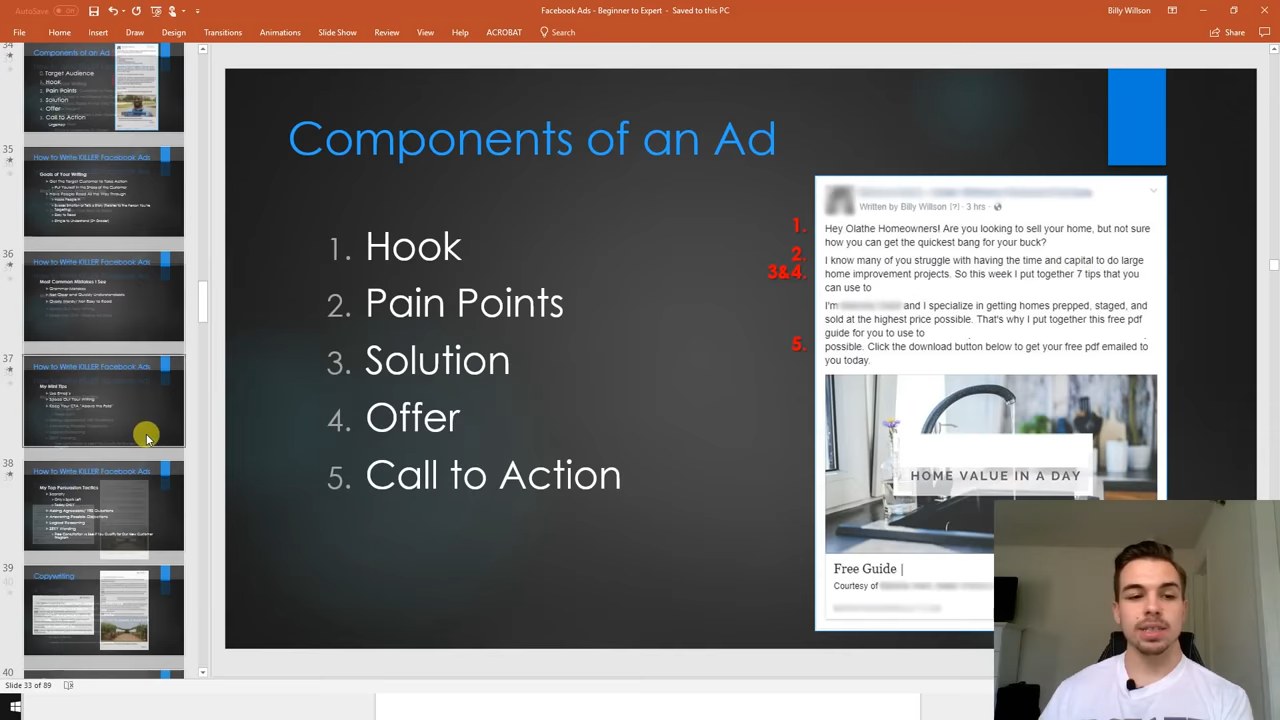 AutoSave
Off
Facebook Ads - Beginner to Expert - Saved to this PC
Billy Willson
File
Home
Insert
Draw
Design
Transitions
Animations
Slide Show
Review
View
Help
ACROBAT
Search
Share
34
Components of an Ad
Target Audience
Hook
Pain Points
Solution
Offer
Call to Action
35
How to Write KILLER Facebook Ads
Goals of Your Writing
36
How to Write KILLER Facebook Ads
Most Common Mistakes I See
37
How to Write KILLER Facebook Ads
My Mini Tips
38
How to Write KILLER Facebook Ads
My Top Persuasion Tactics
Scarcity
39
Copywriting
40
Components of an Ad
1. Hook
2. Pain Points
3. Solution
4. Offer
5. Call to Action
Written by Billy Willson [?] · 3 hrs ·
1.
Hey Olathe Homeowners! Are you looking to sell your home, but not sure
how you can get the quickest bang for your buck?
2.
I know many of you struggle with having the time and capital to do large
3&4.
home improvement projects. So this week I put together 7 tips that you
can use to
I'm
and I specialize in getting homes prepped, staged, and
sold at the highest price possible. That's why I put together this free pdf
guide for you to use to
5.
possible. Click the download button below to get your free pdf emailed to
you today.
HOME VALUE IN A DAY
Free Guide |
Courtesy of
Slide 33 of 89